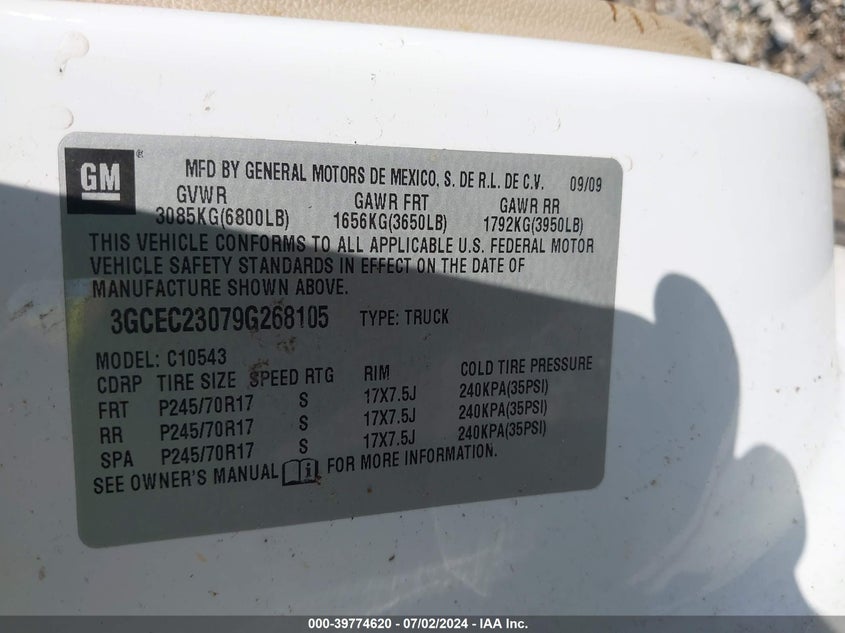 GM ®
MFD BY GENERAL MOTORS DE MEXICO, S. DE R.L. DE C.V. 09/09
GVWR GAWR FRT GAWR RR
3085KG(6800LB) 1656KG(3650LB) 1792KG(3950LB)
THIS VEHICLE CONFORMS TO ALL APPLICABLE U.S. FEDERAL MOTOR
VEHICLE SAFETY STANDARDS IN EFFECT ON THE DATE OF
MANUFACTURE SHOWN ABOVE.
3GCEC23079G268105 TYPE: TRUCK
MODEL: C10543
CDRP TIRE SIZE SPEED RTG RIM COLD TIRE PRESSURE
FRT P245/70R17 S 17X7.5J 240KPA(35PSI)
RR P245/70R17 S 17X7.5J 240KPA(35PSI)
SPA P245/70R17 S 17X7.5J 240KPA(35PSI)
SEE OWNER'S MANUAL FOR MORE INFORMATION.
000-39774620 - 07/02/2024 - IAA Inc.